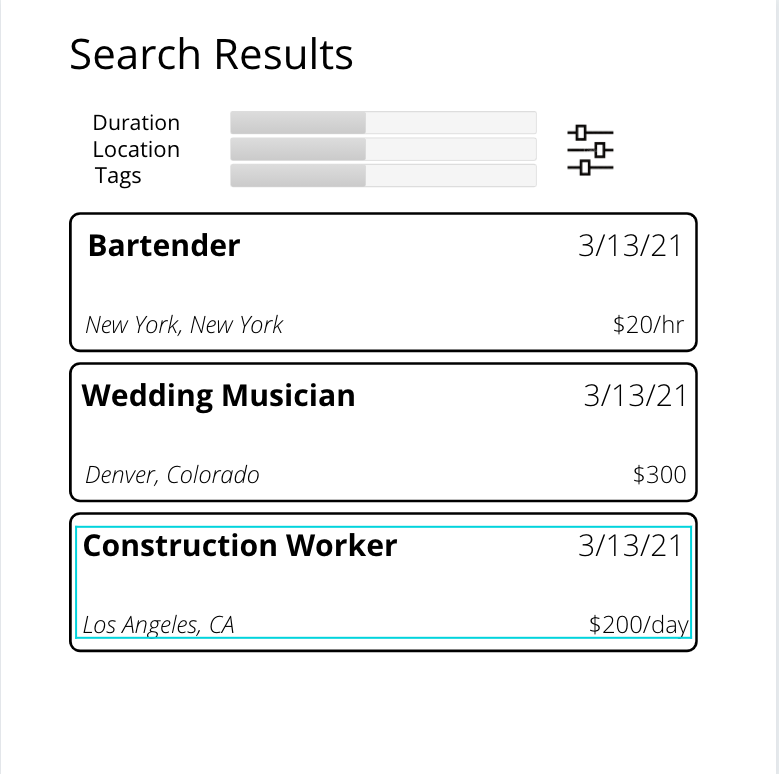 Search Results
Duration
Location
Tags
Bartender 3/13/21
New York, New York $20/hr
Wedding Musician 3/13/21
Denver, Colorado $300
Construction Worker 3/13/21
Los Angeles, CA $200/day